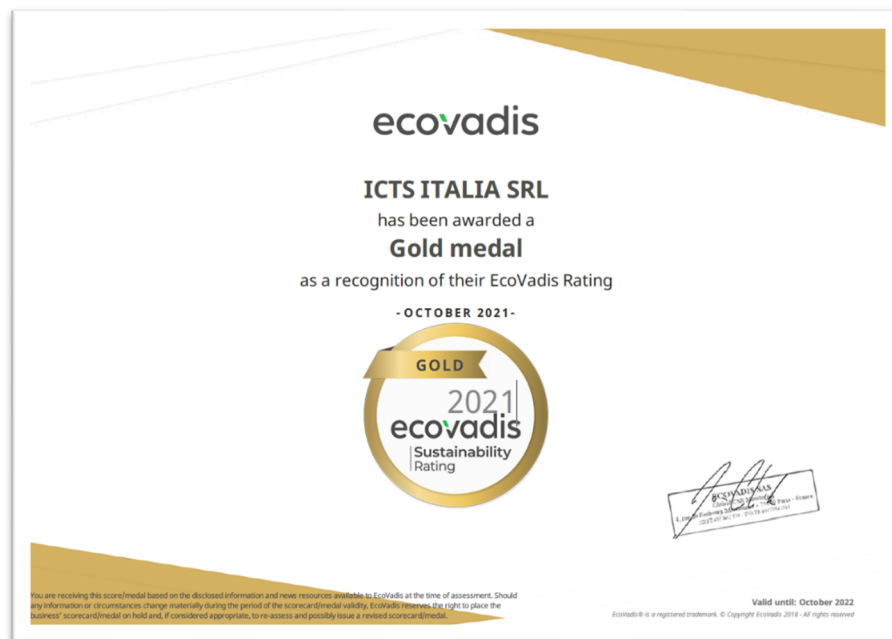 ecovadis
ICTS ITALIA SRL
has been awarded a
Gold medal
as a recognition of their EcoVadis Rating
- OCTOBER 2021-
GOLD
2021
ecovadis
Sustainability
Rating
ECOVADIS SAS
You are receiving this score/medal based on the disclosed information and news resources available to EcoVadis at the time of assessment. Should
any information or circumstances change materially during the period of the scorecard/medal validity, EcoVadis reserves the right to place the
business' scorecard/medal on hold and, if considered appropriate, to re-assess and possibly issue a revised scorecard/medal.
Valid until: October 2022
EcoVadis® is a registered trademark. © Copyright EcoVadis 2018 - All rights reserved